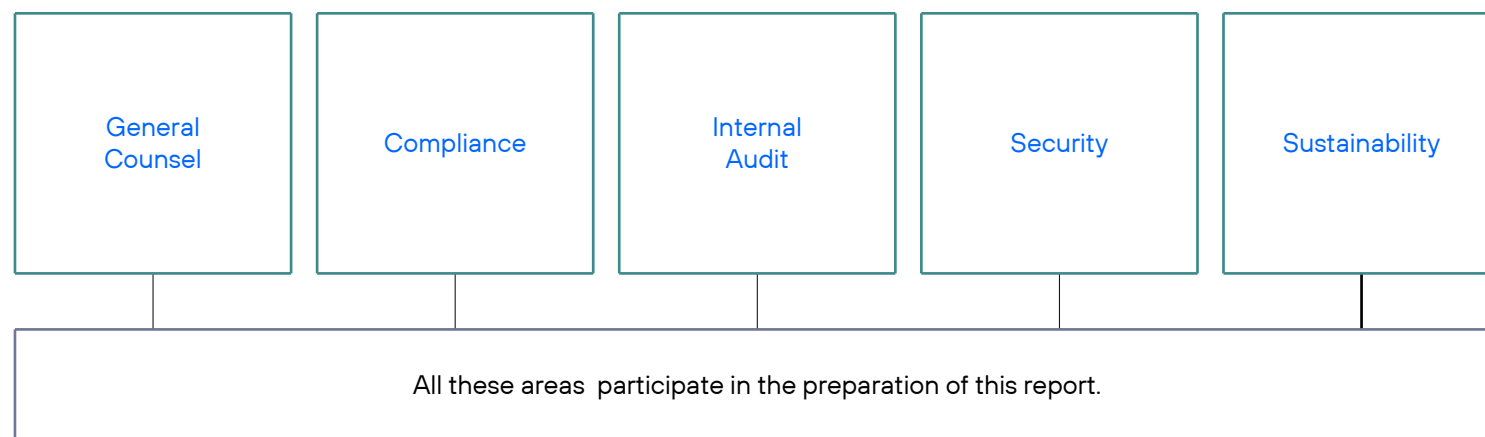 General
Counsel
Compliance
Internal
Audit
Security
Sustainability
All these areas  participate in the preparation of this report.